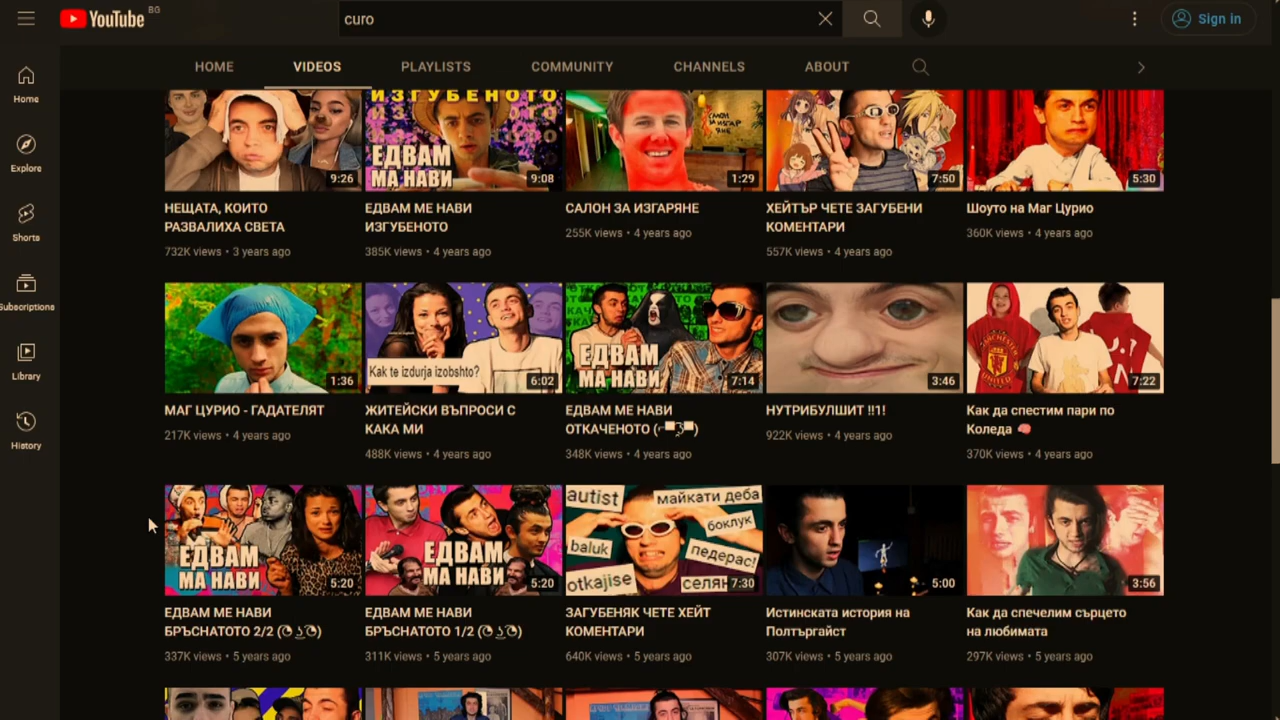 YouTube BG
curo
Sign in
HOME
VIDEOS
PLAYLISTS
COMMUNITY
CHANNELS
ABOUT
Home
Explore
Shorts
Subscriptions
Library
History
9:26
ИЗГУБЕНОТО
ЕДВАМ
МА НАВИ
9:08
1:29
7:50
5:30
НЕЩАТА, КОИТО
РАЗВАЛИХА СВЕТА
732K views • 3 years ago
ЕДВАМ МЕ НАВИ
ИЗГУБЕНОТО
385K views • 4 years ago
САЛОН ЗА ИЗГАРЯНЕ
255K views • 4 years ago
ХЕЙТЪР ЧЕТЕ ЗАГУБЕНИ
КОМЕНТАРИ
557K views • 4 years ago
Шоуто на Маг Цурио
360K views • 4 years ago
1:36
Kak te izdurja izobshto?
6:02
ЕДВАМ
МА НАВИ
7:14
3:46
7:22
МАГ ЦУРИО - ГАДАТЕЛЯТ
217K views • 4 years ago
ЖИТЕЙСКИ ВЪПРОСИ С
КАКА МИ
488K views • 4 years ago
ЕДВАМ МЕ НАВИ
ОТКАЧЕНОТО (⌐▀͡ ̯ʖ▀)
348K views • 4 years ago
НУТРИБУЛШИТ !!1!
922K views • 4 years ago
Как да спестим пари по
Коледа 🧠
370K views • 4 years ago
ЕДВАМ
МА НАВИ
5:20
ЕДВАМ
МА НАВИ
5:20
autist
майкати деба
боклук
baluk
педерас!
otkajise
селян
7:30
5:00
3:56
ЕДВАМ МЕ НАВИ
БРЪСНАТОТО 2/2 (◔ ͜ʖ ◔)
337K views • 5 years ago
ЕДВАМ МЕ НАВИ
БРЪСНАТОТО 1/2 (◔ ͜ʖ ◔)
311K views • 5 years ago
ЗАГУБЕНЯК ЧЕТЕ ХЕЙТ
КОМЕНТАРИ
640K views • 5 years ago
Истинската история на
Полтъргайст
307K views • 5 years ago
Как да спечелим сърцето
на любимата
297K views • 5 years ago